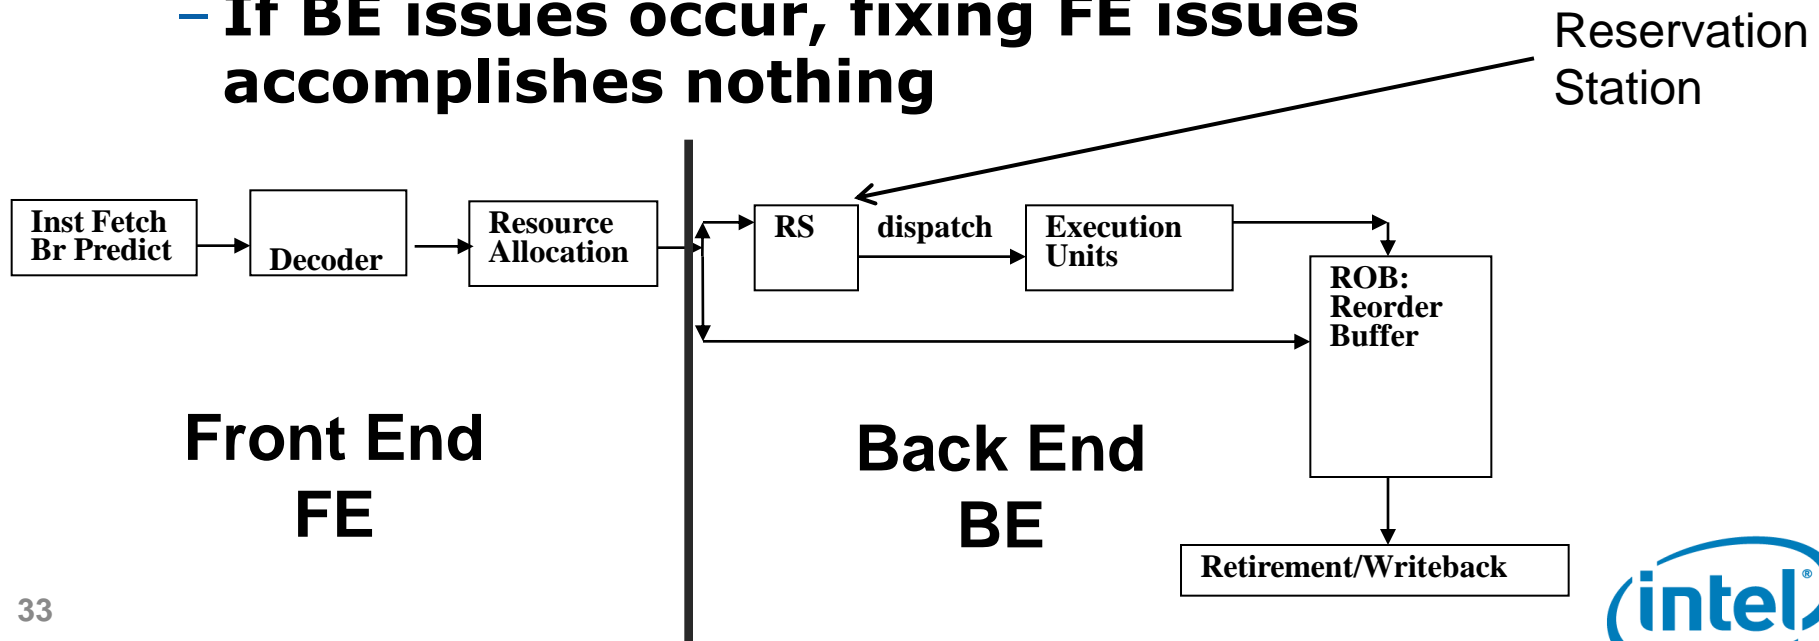 – If BE issues occur, fixing FE issues
accomplishes nothing
Reservation
Station
Inst Fetch
Br Predict
Decoder
Resource
Allocation
RS
dispatch
Execution
Units
ROB:
Reorder
Buffer
Front End
FE
Back End
BE
Retirement/Writeback
33
intel®